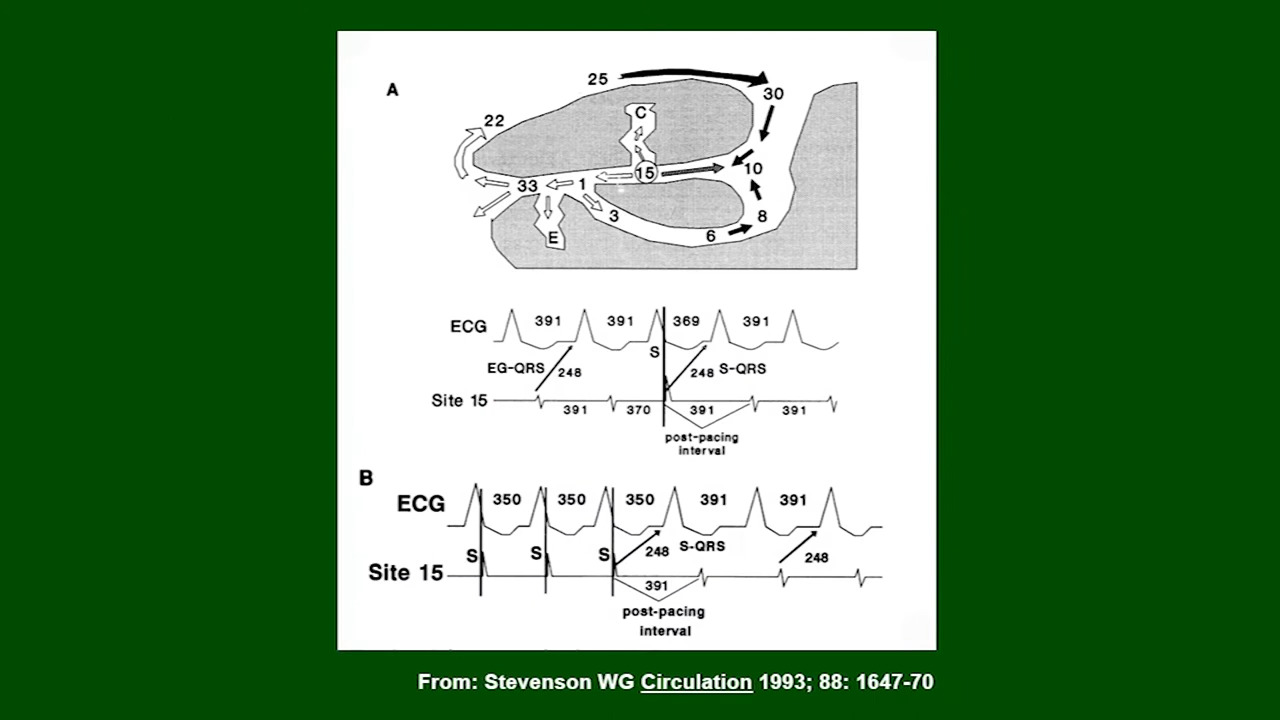 A
25
30
C
22
15
10
33
1
3
8
E
6
391 391 369 391
ECG
S
EG-QRS 248 248 S-QRS
Site 15
391 370 391 391
post-pacing
interval
B
ECG 350 350 350 391 391
S S S 248 S-QRS 248
Site 15
391
post-pacing
interval
From: Stevenson WG Circulation 1993; 88: 1647-70